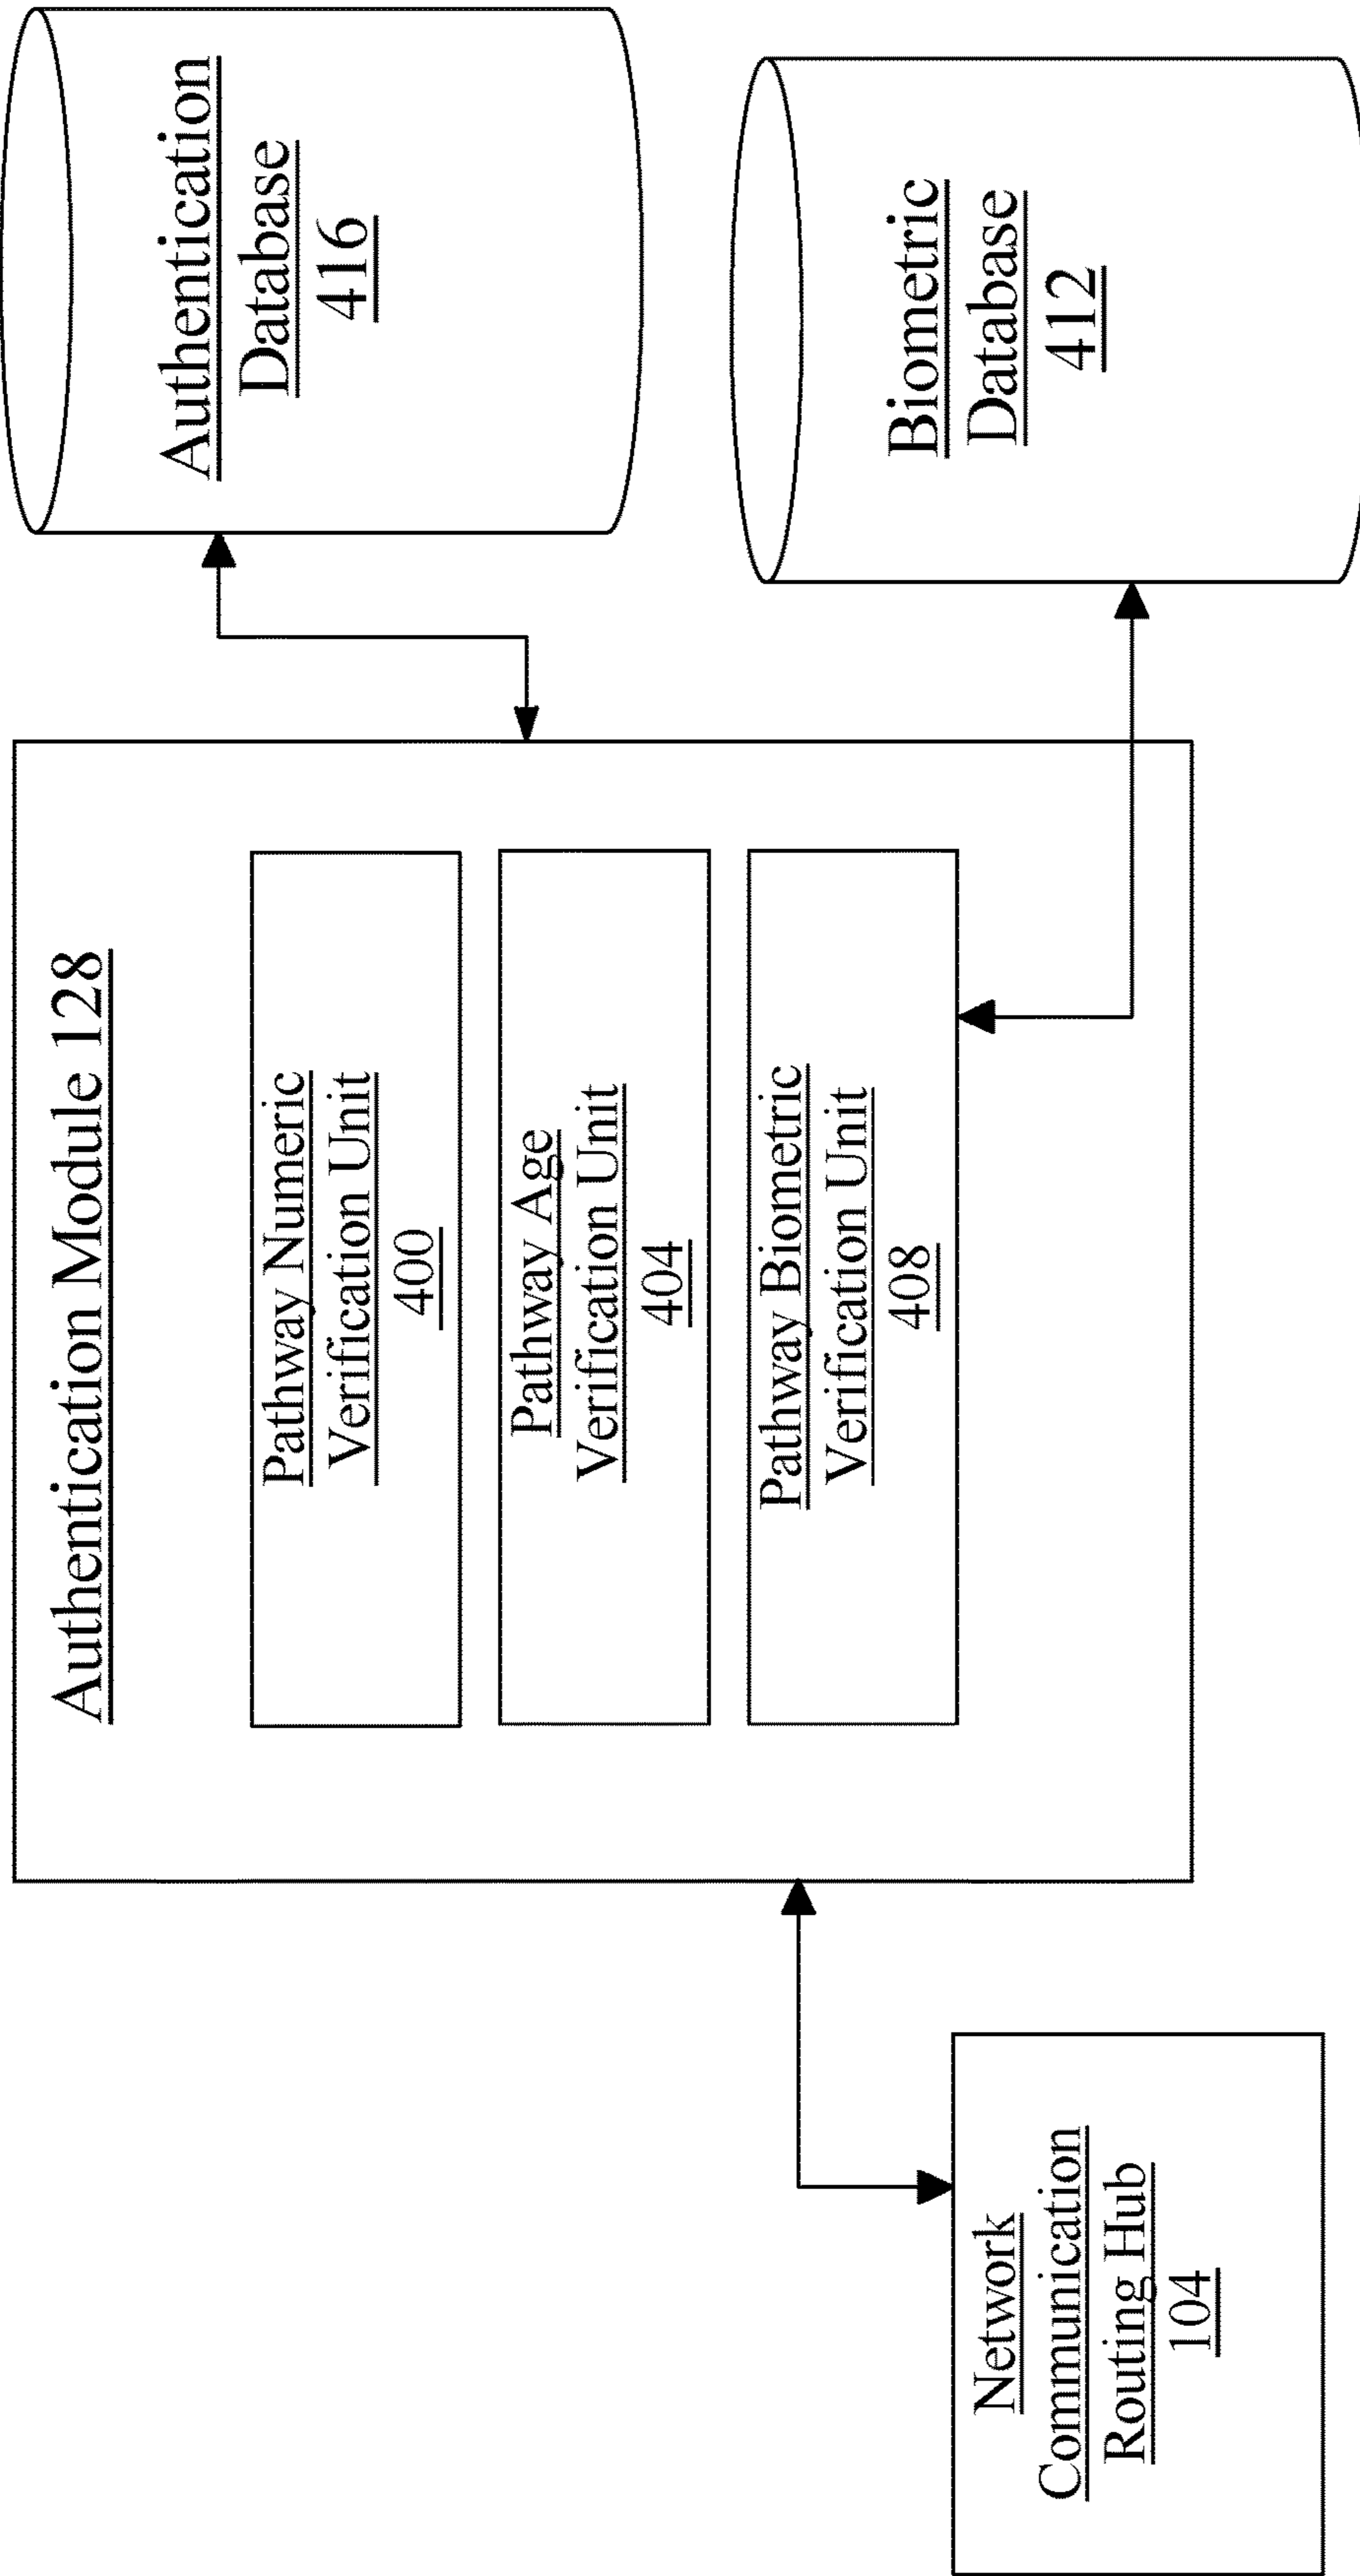 Authentication Module 128
Pathway Numeric
Verification Unit
400
Pathway Age
Verification Unit
404
Pathway Biometric
Verification Unit
408
Network
Communication
Routing Hub
104
Authentication
Database
416
Biometric
Database
412